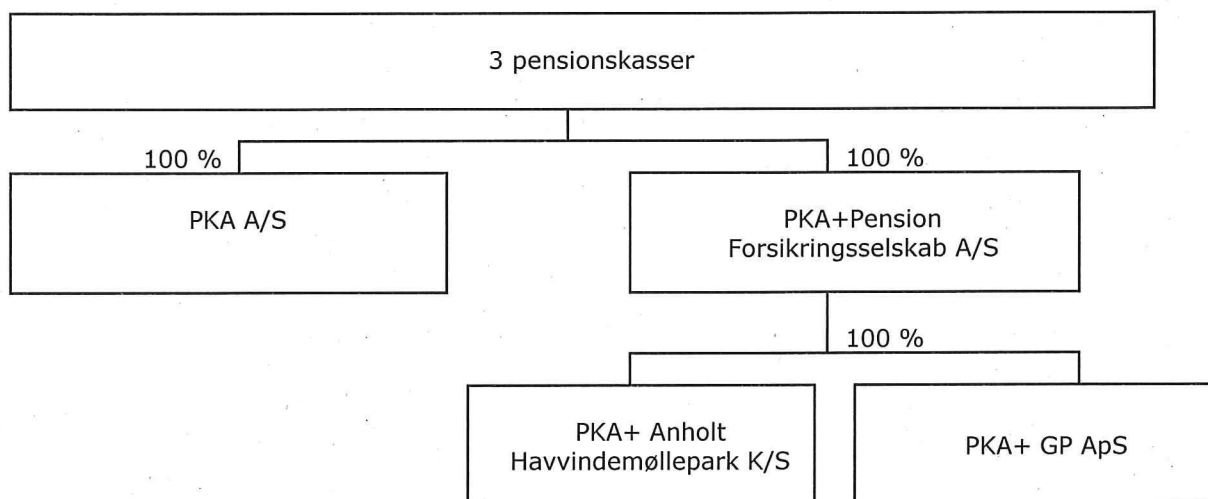 3 pensionskasser
100 %
100 %
PKA A/S
PKA+Pension
Forsikringsselskab A/S
100 %
PKA+ Anholt
Havvindemøllepark K/S
PKA+ GP ApS